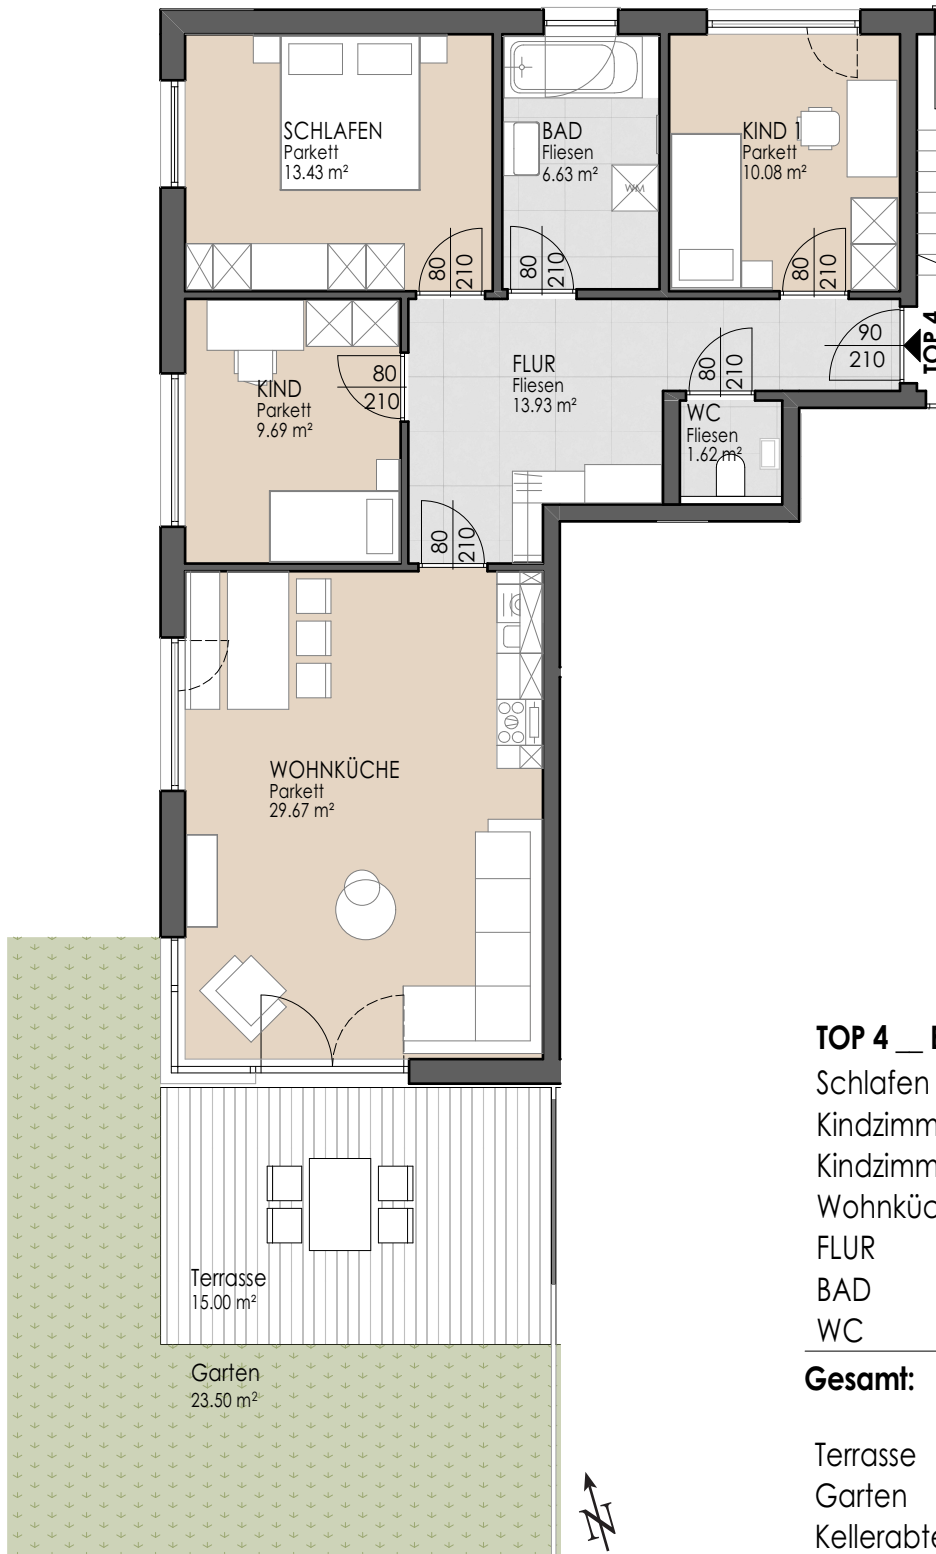 SCHLAFEN
Parkett
13.43 m²
BAD
Fliesen
6.63 m²
WM
KIND 1
Parkett
10.08 m²
80
210
80
210
80
210
KIND
Parkett
9.69 m²
80
210
FLUR
Fliesen
13.93 m²
80
210
90
210
TOP 4
WC
Fliesen
1.62 m²
80
210
WOHNKÜCHE
Parkett
29.67 m²
Terrasse
15.00 m²
Garten
23.50 m²
N
TOP 4 __
Schlafen
Kindzimm
Kindzimm
Wohnküc
FLUR
BAD
WC
Gesamt:
Terrasse
Garten
Kellerabte